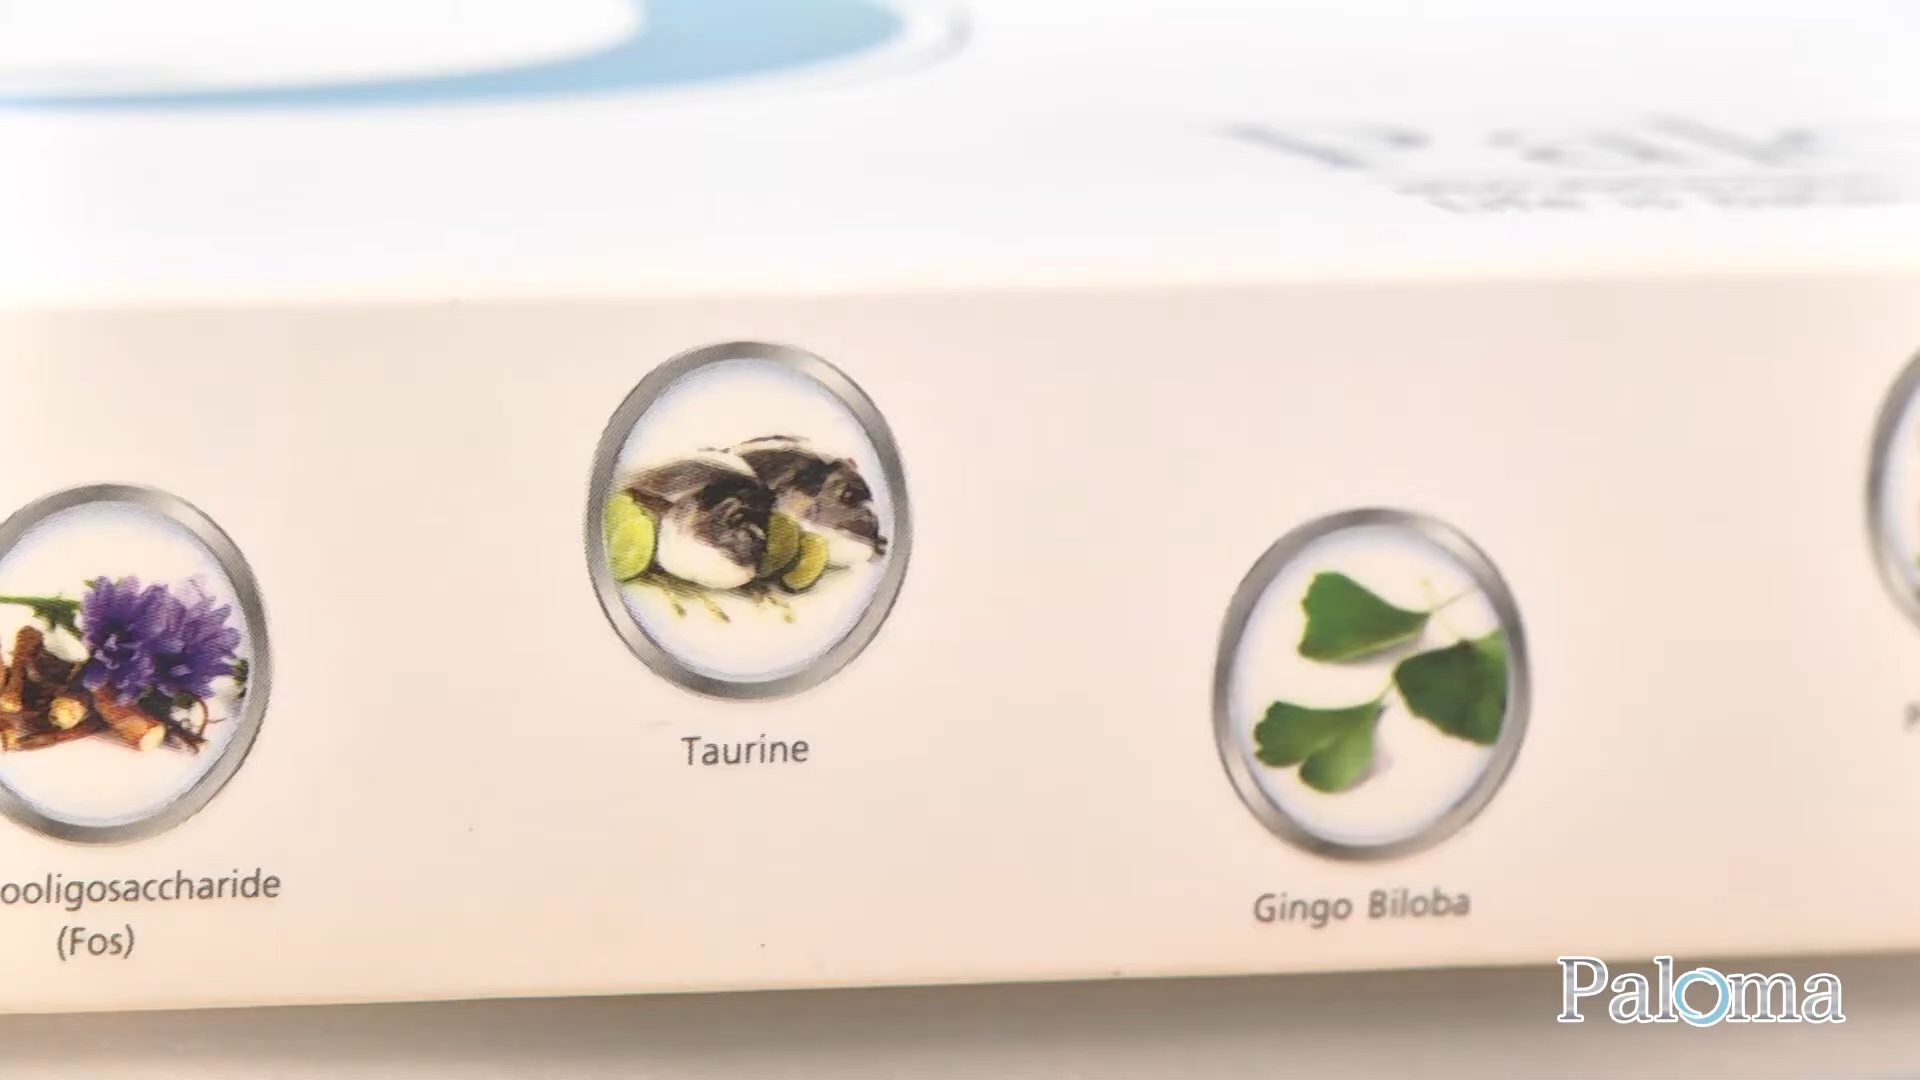 Taurine
ooligosaccharide
(Fos)
Gingo Biloba
Paloma